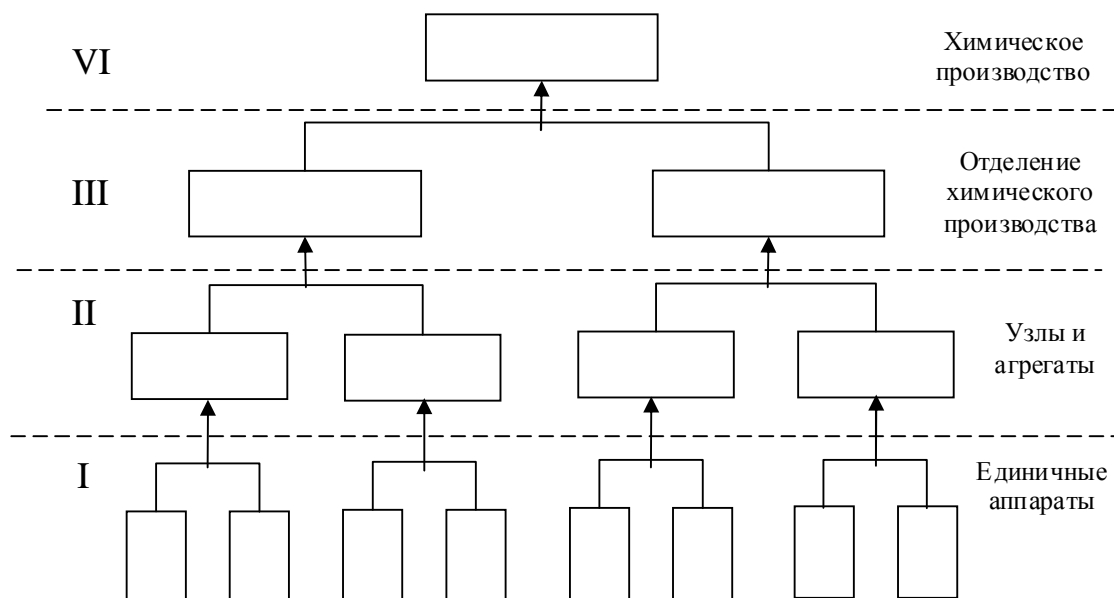 VI
Химическое
производство
III
Отделение
химического
производства
II
Узлы и
агрегаты
I
Единичные
аппараты